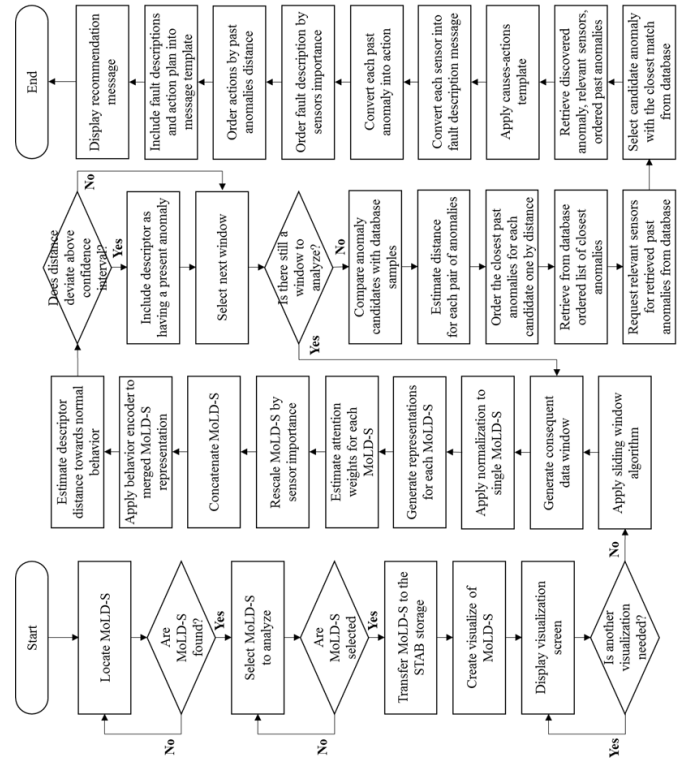 Start
Locate MoLD-S
Are
MoLD-S
found?
No
Yes
Select MoLD-S
to analyze
Are
MoLD-S
selected
No
Yes
Transfer MoLD-S to the
STAB storage
Create visualize of
MoLD-S
Display visualization
screen
Is another
visualization
needed?
Yes
No
Apply sliding window
algorithm
Generate consequent
data window
Apply normalization to
single MoLD-S
Generate representations
for each MoLD-S
Estimate attention
weights for each
MoLD-S
Rescale MoLD-S by
sensor importance
Concatenate MoLD-S
Apply behavior encoder to
merged MoLD-S
representation
Estimate descriptor
distance towards normal
behavior
Does distance
deviate above
confidence
interval?
No
Yes
Include descriptor as
having a present anomaly
Select next window
Is there still a
window to
analyze?
Yes
No
Compare anomaly
candidates with database
samples
Estimate distance
for each pair of anomalies
Order the closest past
anomalies for each
candidate one by distance
Retrieve from database
ordered list of closest
anomalies
Request relevant sensors
for retrieved past
anomalies from database
Select candidate anomaly
with the closest match
from database
Retrieve discovered
anomaly, relevant sensors,
ordered past anomalies
Apply causes-actions
template
Convert each sensor into
fault description message
Convert each past
anomaly into action
Order fault description by
sensors importance
Order actions by past
anomalies distance
Include fault descriptions
and action plan into
message template
Display recommendation
message
End